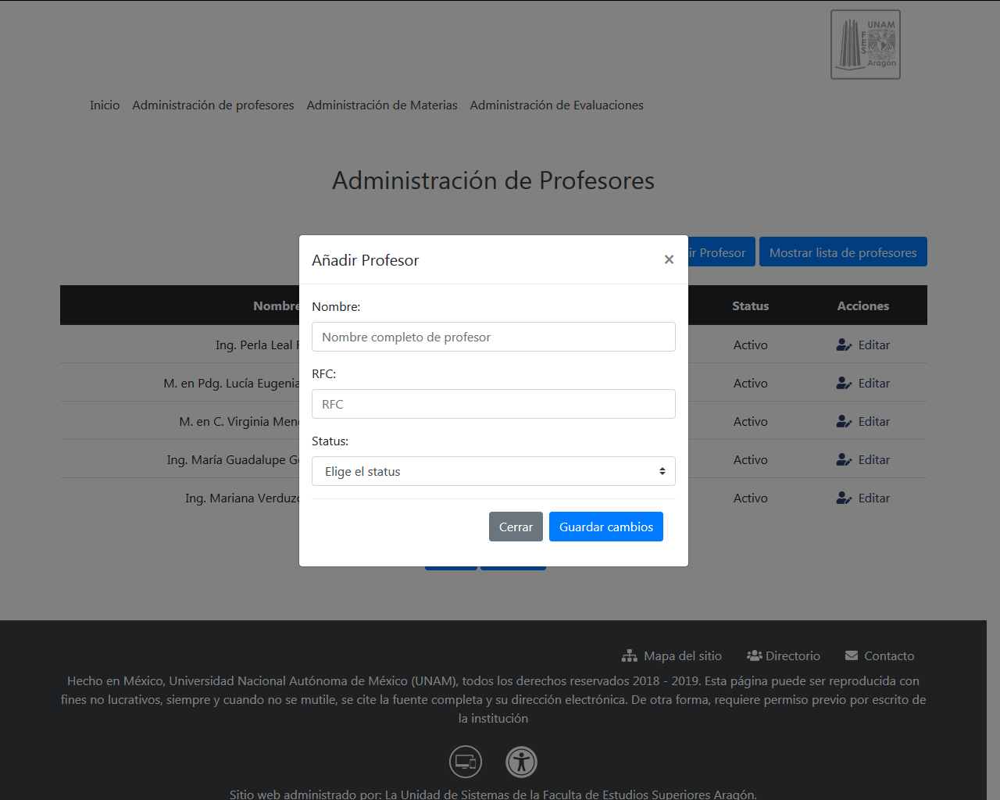 UNAM
FES
Aragón
Inicio Administración de profesores Administración de Materias Administración de Evaluaciones
Administración de Profesores
Añadir Profesor ×
Profesor Mostrar lista de profesores
Status Acciones
Nombre:
Nombre completo de profesor
Ing. Perla Leal Activo Editar
RFC:
M. en Pdg. Lucía Eugenia Activo Editar
RFC
M. en C. Virginia Activo Editar
Status:
Ing. María Guadalupe Activo Editar
Elige el status
Ing. Mariana Activo Editar
Cerrar Guardar cambios
Mapa del sitio Directorio Contacto
Hecho en México, Universidad Nacional Autónoma de México (UNAM), todos los derechos reservados 2018 - 2019. Esta página puede ser reproducida con
fines no lucrativos, siempre y cuando no se mutile, se cite la fuente completa y su dirección electrónica. De otra forma, requiere permiso previo por escrito de
la institución
Sitio web administrado por: La Unidad de Sistemas de la Faculta de Estudios Superiores Aragón.